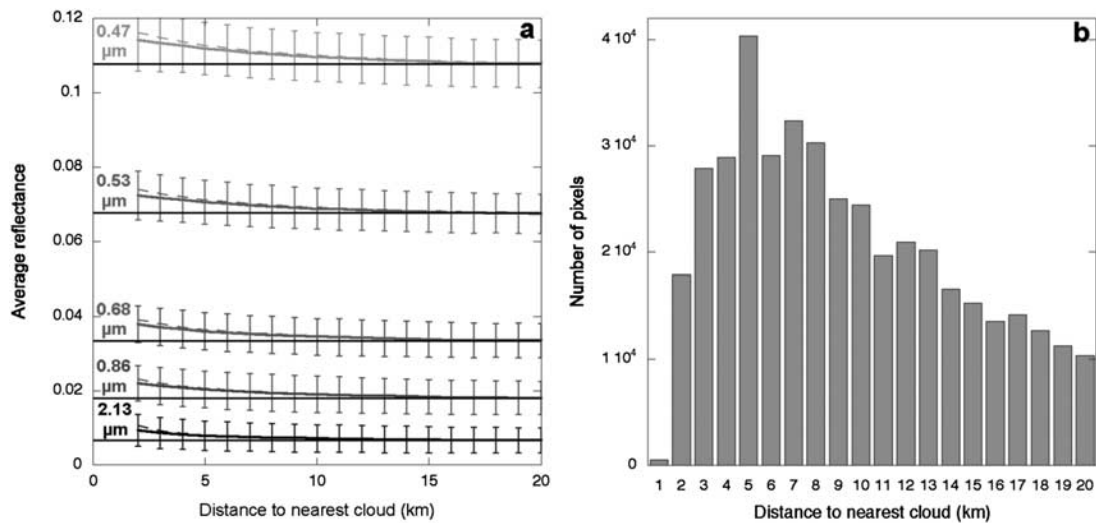 a
0.12
0.47
µm
0.1
0.08
0.53
µm
0.06
0.04
0.68
µm
0.02
0.86
µm
2.13
µm
0
0 5 10 15 20
Average reflectance
Distance to nearest cloud (km)
b
4 10⁴
3 10⁴
2 10⁴
1 10⁴
0
1 2 3 4 5 6 7 8 9 10 11 12 13 14 15 16 17 18 19 20
Number of pixels
Distance to nearest cloud (km)